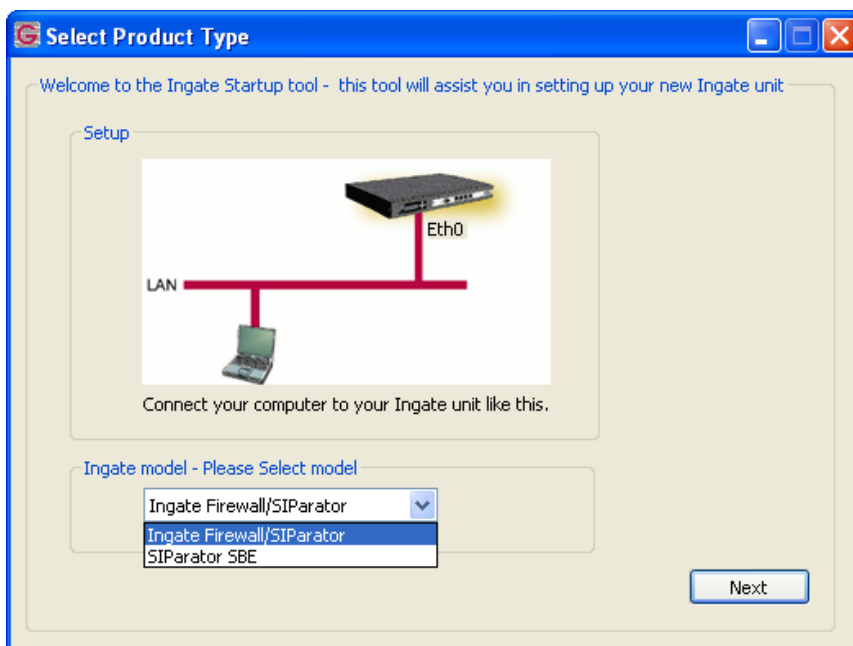 Select Product Type
Welcome to the Ingate Startup tool - this tool will assist you in setting up your new Ingate unit
Setup
Eth0
LAN
Connect your computer to your Ingate unit like this.
Ingate model - Please Select model
Ingate Firewall/SIParator
Ingate Firewall/SIParator
SIParator SBE
Next